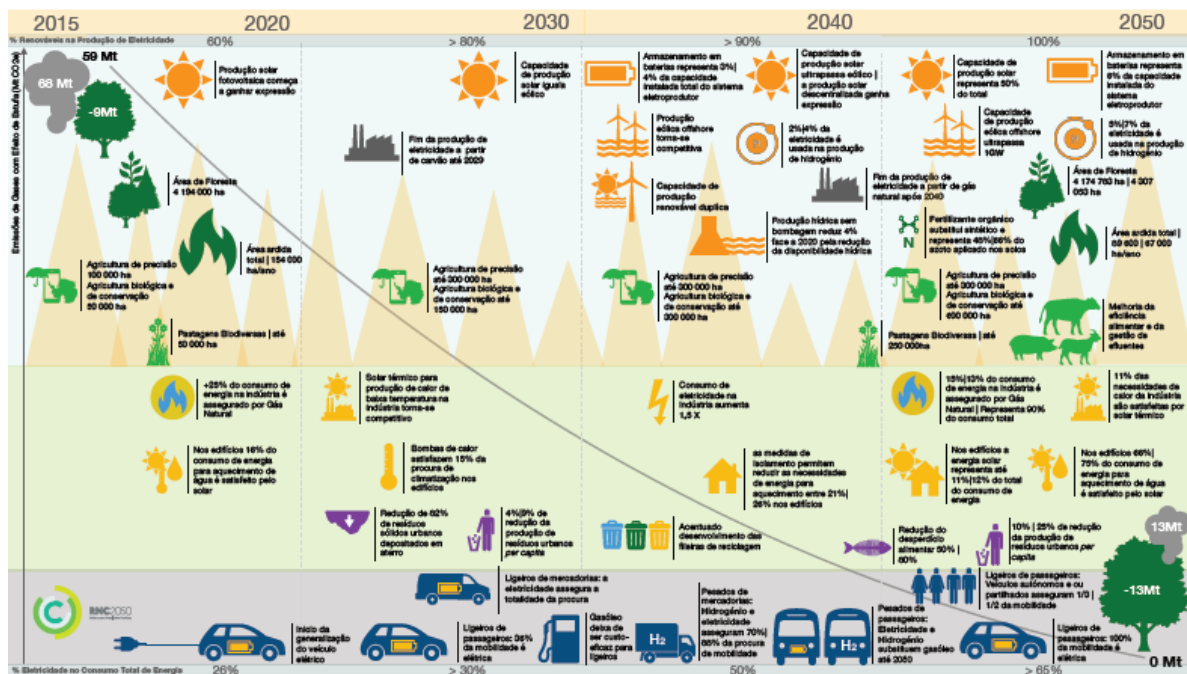 2015
2020
2030
2040
2050
% Renováveis na Produção de Eletricidade
60%
> 80%
> 90%
100%
Emissões de Gases com Efeito de Estufa (Mt CO2e)
68 Mt
59 Mt
-9Mt
Produção solar
fotovoltaica começa
a ganhar expressão
Capacidade
de produção
solar iguala
eólico
Armazenamento em
baterias representa 3%|
4% da capacidade
instalada total do sistema
eletroprodutor
Capacidade de
produção solar
ultrapassa eólico |
a produção solar
descentralizada ganha
expressão
Capacidade de
produção solar
representa 50%
do total
Armazenamento em
baterias representa
6% da capacidade
instalada do
sistema
eletroprodutor
Fim da produção de
eletricidade a partir
de carvão até 2029
Produção
eólica offshore
torna-se
competitiva
2%|4% da
eletricidade é
usada na produção
de hidrogénio
Capacidade
de produção
eólica offshore
ultrapassa
1GW
5%|7% da
eletricidade é
usada na produção
de hidrogénio
Área de Floresta
4 194 000 ha
Capacidade de
produção
renovável duplica
Fim da produção de
eletricidade a partir de gás
natural após 2040
Área de Floresta
4 174 763 ha | 4 307
053 ha
Área ardida
total | 154 000
ha/ano
Produção hídrica sem
bombagem reduz 4%
face a 2020 pela redução
da disponibilidade hídrica
N
Fertilizante orgânico
substitui sintético e
representa 45%|66% do
azoto aplicado nos solos
Área ardida total |
ha/ano
Agricultura de precisão
100 000 ha
Agricultura biológica e
de conservação
50 000 ha
Agricultura de precisão
até 300 000 ha
Agricultura biológica e
de conservação até
150 000 ha
Agricultura de precisão
até 300 000 ha
Agricultura biológica e
de conservação até
300 000 ha
Agricultura de precisão
até 300 000 ha
Agricultura biológica e
de conservação até
600 000 ha
Melhoria da
eficiência
alimentar e da
gestão de
efluentes
Pastagens Biodiversas | até
50 000 ha
Pastagens Biodiversas | até
250 000ha
+25% do consumo de
energia na indústria é
assegurado por Gás
Natural
Solar térmico para
produção de calor de
baixa temperatura na
indústria torna-se
competitivo
Consumo de
eletricidade na
indústria aumenta
1,5 X
15%|13% do consumo
de energia na indústria é
assegurado por Gás
Natural | Representa 90%
do consumo total
11% das
necessidades de
calor da indústria
são satisfeitas por
solar térmico
Nos edifícios 16% do
consumo de energia
para aquecimento de
água é satisfeito pelo
solar
Bombas de calor
satisfazem 15% da
procura de
climatização nos
edifícios
as medidas de
isolamento permitem
reduzir as necessidades
de energia para
aquecimento entre 21%|
26% nos edifícios
Nos edifícios a
energia solar
representa até
11%|12% do total
do consumo de
energia
Nos edifícios 66%|
75% do consumo de
energia para
aquecimento de água
é satisfeito pelo solar
Redução de 62%
de resíduos
sólidos urbanos
depositados em
aterro
4%|9% de
redução da
produção de
resíduos urbanos
per capita
Acentuado
desenvolvimento das
fileiras de reciclagem
Redução do
desperdício
alimentar 50% |
60%
10% | 25% de redução
da produção de
resíduos urbanos per
capita
13Mt
-13Mt
RNC2050
Ligeiros de mercadorias: a
eletricidade assegura a
totalidade da procura
Início da
generalização
do veículo
elétrico
Ligeiros de
passageiros: 36%
da mobilidade é
elétrica
Gasóleo
deixa de
ser custo-
eficaz para
ligeiros
H2
Pesados de
mercadorias: Hidrogénio e
eletricidade
asseguram 70%|
68% da procura
de mobilidade
H2
Pesados de
passageiros:
Eletricidade e
Hidrogénio
substituem gasóleo
até 2050
Ligeiros de passageiros:
Veículos autónomos e ou
partilhados asseguram 1/3 |
1/2 da mobilidade
Ligeiros de
passageiros: 100%
da mobilidade é
elétrica
0 Mt
% Eletricidade no Consumo Total de Energia
26%
> 30%
50%
> 65%